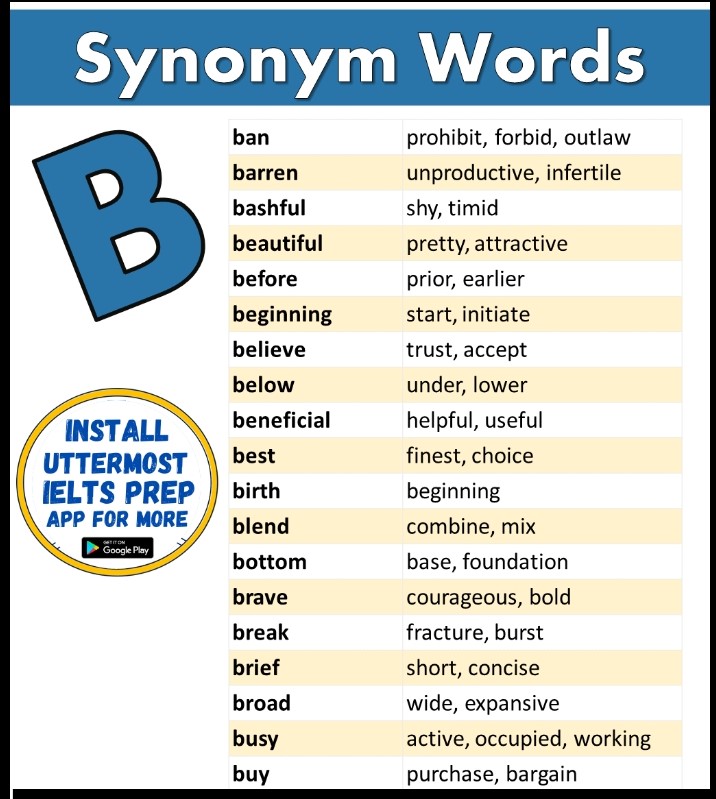 Synonym Words
B
ban prohibit, forbid, outlaw
barren unproductive, infertile
bashful shy, timid
beautiful pretty, attractive
before prior, earlier
beginning start, initiate
believe trust, accept
below under, lower
beneficial helpful, useful
best finest, choice
birth beginning
blend combine, mix
bottom base, foundation
brave courageous, bold
break fracture, burst
brief short, concise
broad wide, expansive
busy active, occupied, working
buy purchase, bargain
INSTALL
UTTERMOST
IELTS PREP
APP FOR MORE
GET IT ON
Google Play